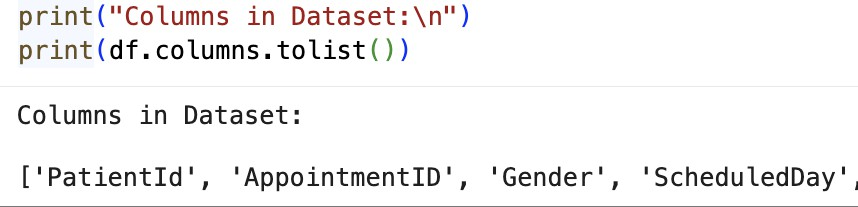 print("Columns in Dataset:\n")
print(df.columns.tolist())
Columns in Dataset:
['PatientId', 'AppointmentID', 'Gender', 'ScheduledDay',